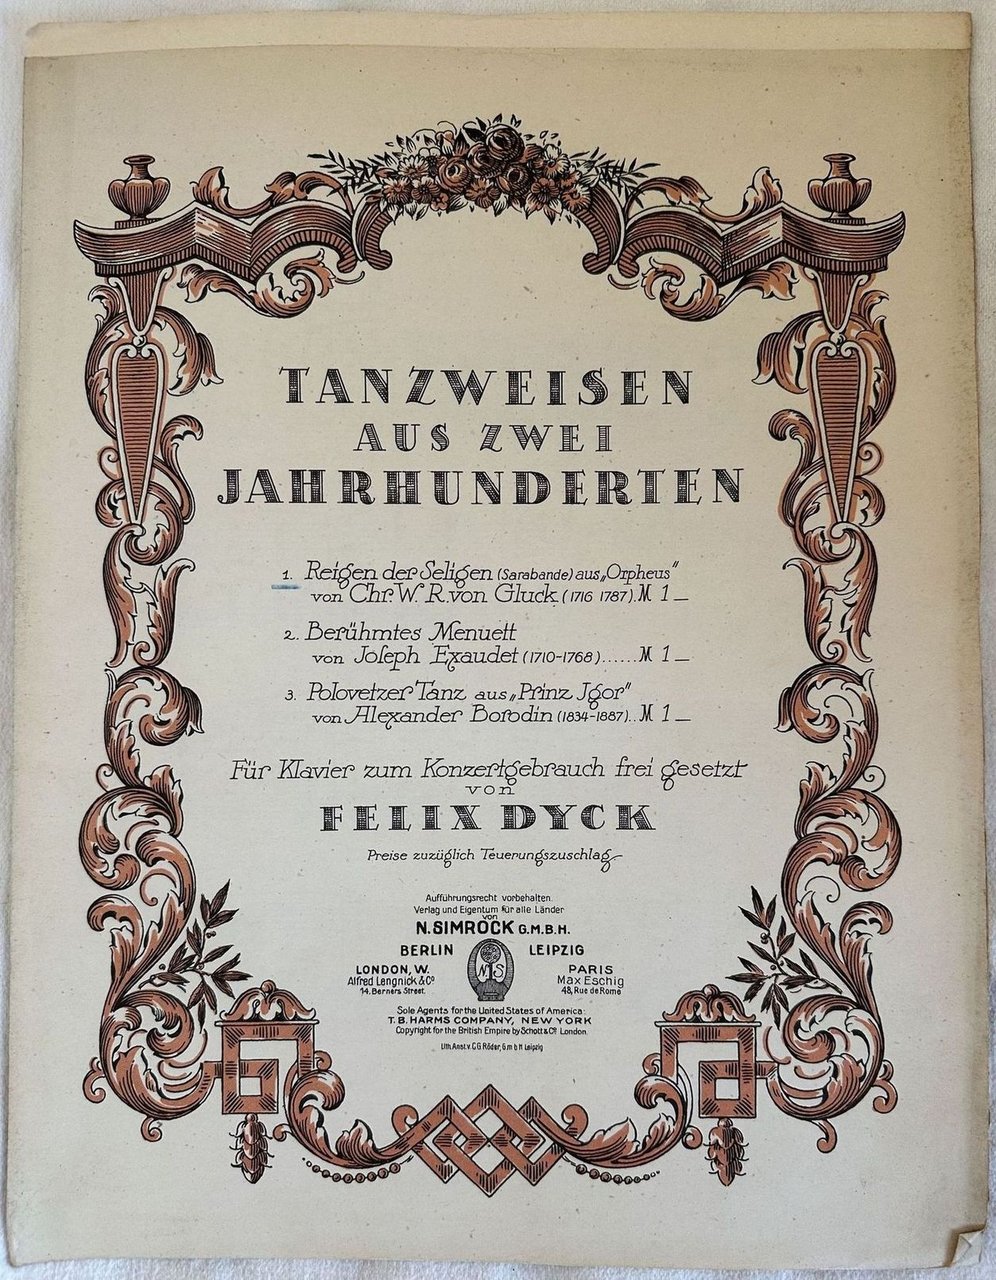 TANZWEISEN
AUS ZWEI
JAHRHUNDERTEN
1. Reigen der Seligen (Sarabande) aus „Orpheus"
von Chr. W. R. von Gluck (1716 1787). M 1_
2. Berühmtes Menuett
von Joseph Exaudet (1710-1768)......M 1_
3. Polovetzer Tanz aus „Prinz Jgor"
von Alexander Borodin (1834-1887)..M 1_
Für Klavier zum Konzertgebrauch frei gesetzt
von
FELIX DYCK
Preise zuzüglich Teuerungszuschlag
Aufführungsrecht vorbehalten.
Verlag und Eigentum für alle Länder
von
N. SIMROCK G.M.B.H.
BERLIN LEIPZIG
NS
LONDON, W. PARIS
Alfred Lengnick & Co. Max Eschig
14. Berners Street. 48, Rue de Rome
Sole Agents for the United States of America:
T. B. HARMS COMPANY, NEW YORK
Copyright for the British Empire by Schott & Co. London.
Lith. Anst. v. C.G. Röder, G.m.b.H. Leipzig